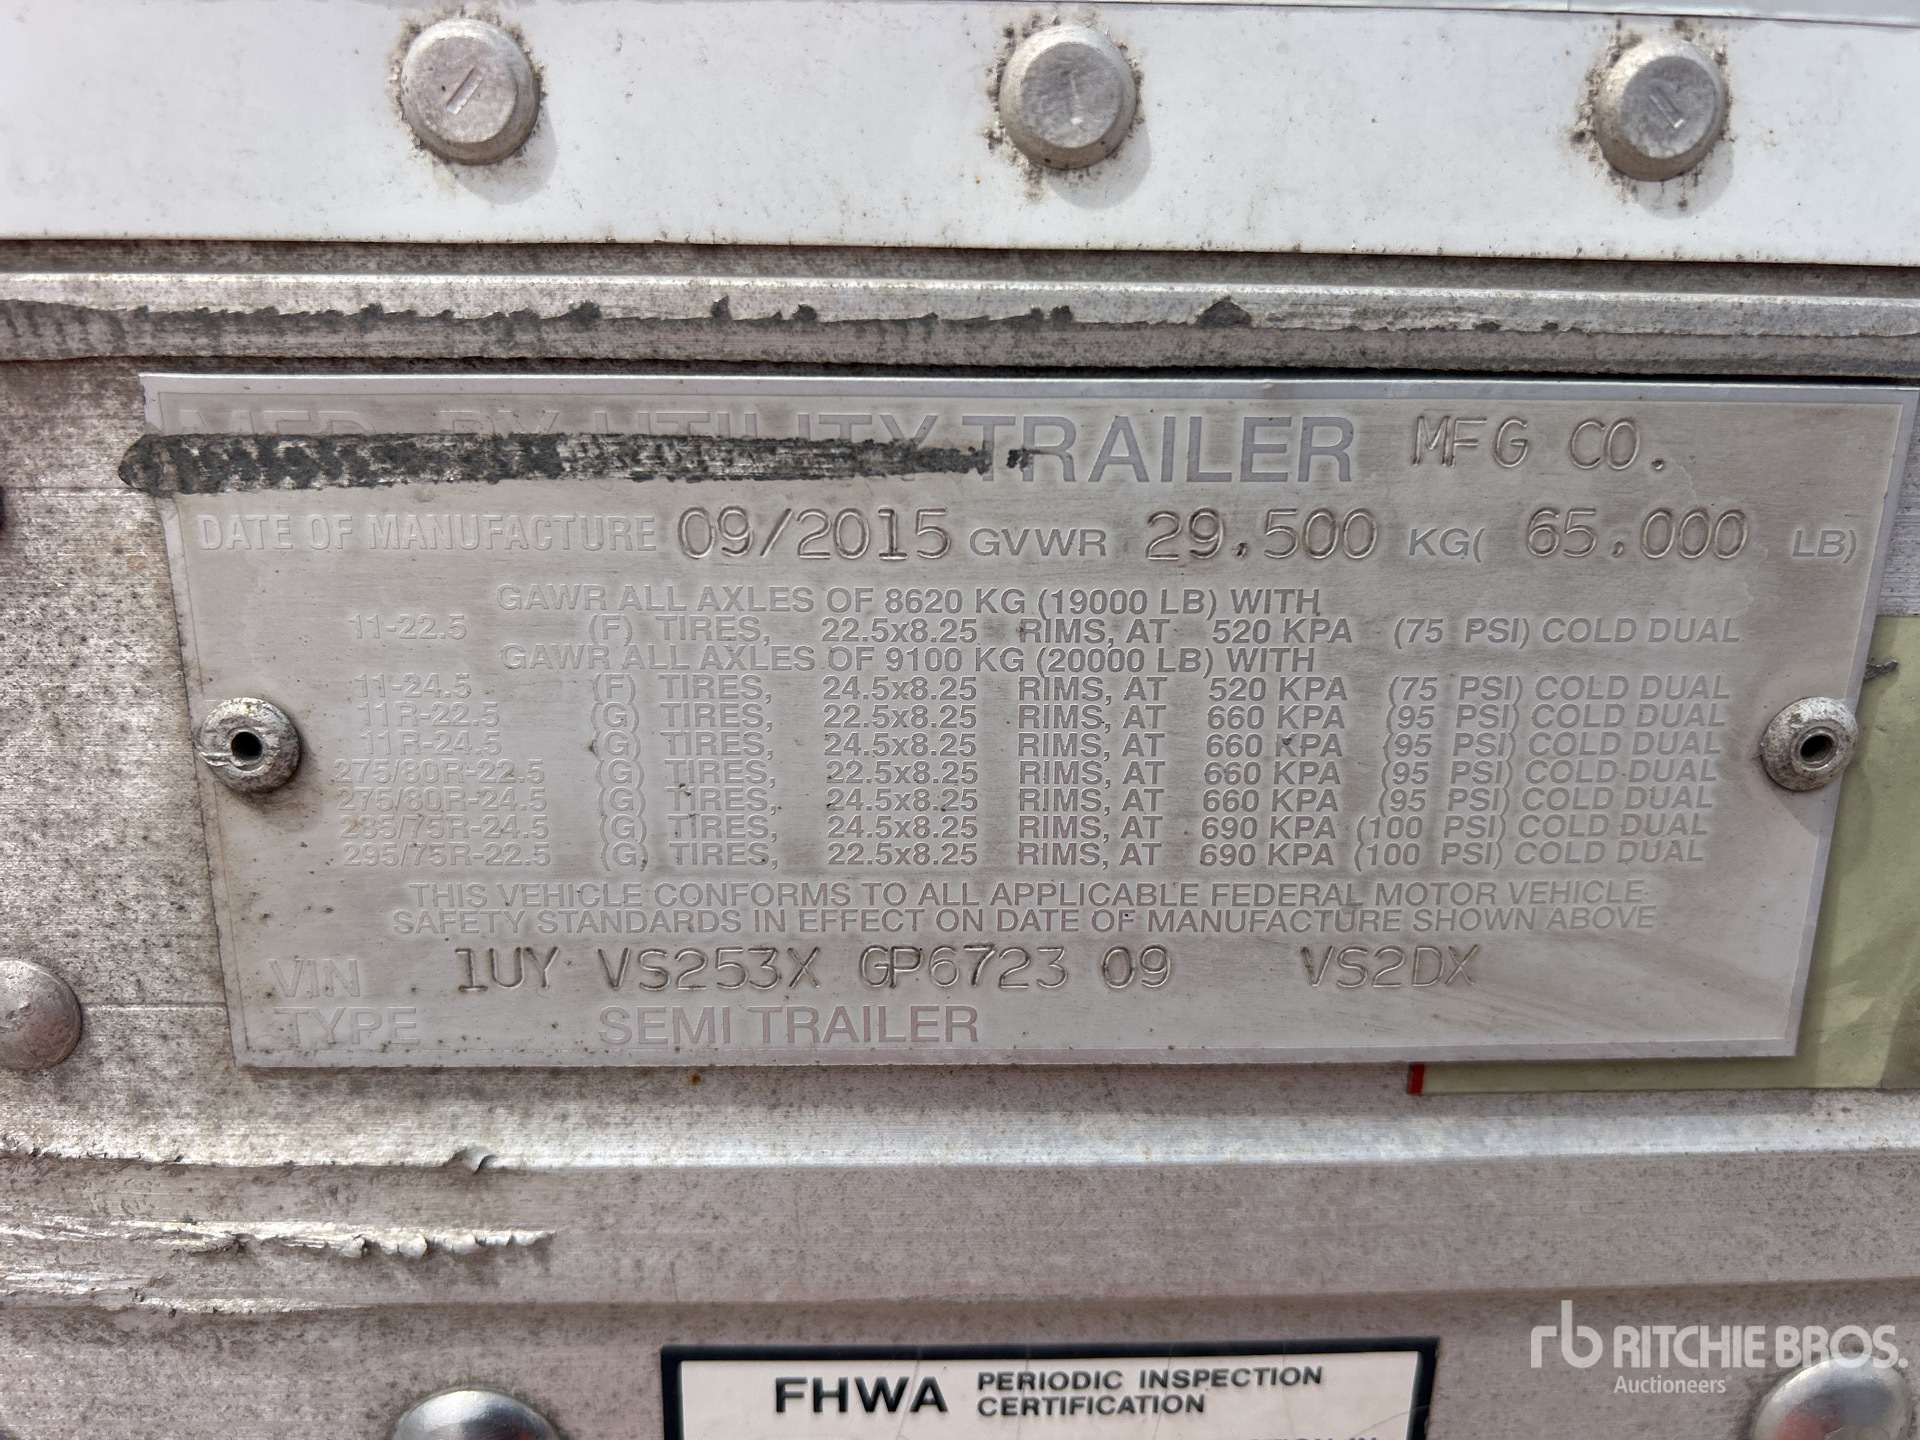 MFD. BY UTILITY TRAILER MFG CO.
DATE OF MANUFACTURE 09/2015 GVWR 29,500 KG( 65,000 LB)
GAWR ALL AXLES OF 8620 KG (19000 LB) WITH
11-22.5 (F) TIRES, 22.5x8.25 RIMS, AT 520 KPA (75 PSI) COLD DUAL
GAWR ALL AXLES OF 9100 KG (20000 LB) WITH
11-24.5 (F) TIRES, 24.5x8.25 RIMS, AT 520 KPA (75 PSI) COLD DUAL
11R-22.5 (G) TIRES, 22.5x8.25 RIMS, AT 660 KPA (95 PSI) COLD DUAL
11R-24.5 (G) TIRES, 24.5x8.25 RIMS, AT 660 KPA (95 PSI) COLD DUAL
275/80R-22.5 (G) TIRES, 22.5x8.25 RIMS, AT 660 KPA (95 PSI) COLD DUAL
275/80R-24.5 (G) TIRES, 24.5x8.25 RIMS, AT 660 KPA (95 PSI) COLD DUAL
285/75R-24.5 (G) TIRES, 24.5x8.25 RIMS, AT 690 KPA (100 PSI) COLD DUAL
295/75R-22.5 (G) TIRES, 22.5x8.25 RIMS, AT 690 KPA (100 PSI) COLD DUAL
THIS VEHICLE CONFORMS TO ALL APPLICABLE FEDERAL MOTOR VEHICLE
SAFETY STANDARDS IN EFFECT ON DATE OF MANUFACTURE SHOWN ABOVE
VIN 1UY VS253X GP6723 09 VS2DX
TYPE SEMI TRAILER
FHWA PERIODIC INSPECTION
CERTIFICATION
rb RITCHIE BROS.
Auctioneers